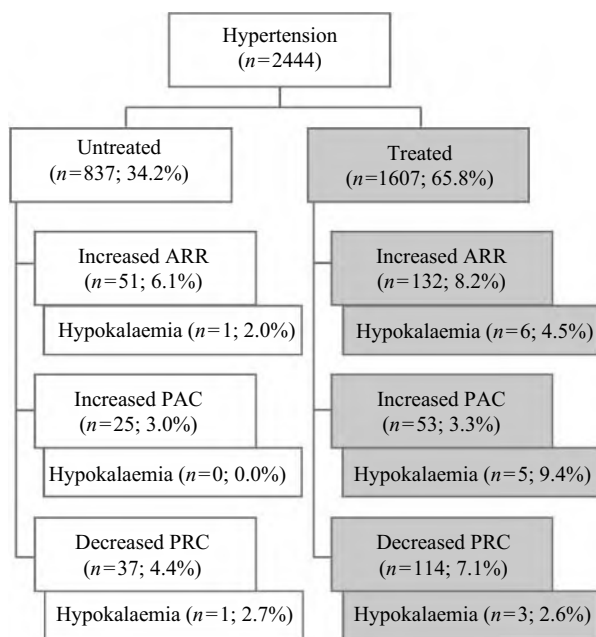 Hypertension
(n=2444)
Untreated
(n=837; 34.2%)
Increased ARR
(n=51; 6.1%)
Hypokalaemia (n=1; 2.0%)
Increased PAC
(n=25; 3.0%)
Hypokalaemia (n=0; 0.0%)
Decreased PRC
(n=37; 4.4%)
Hypokalaemia (n=1; 2.7%)
Treated
(n=1607; 65.8%)
Increased ARR
(n=132; 8.2%)
Hypokalaemia (n=6; 4.5%)
Increased PAC
(n=53; 3.3%)
Hypokalaemia (n=5; 9.4%)
Decreased PRC
(n=114; 7.1%)
Hypokalaemia (n=3; 2.6%)